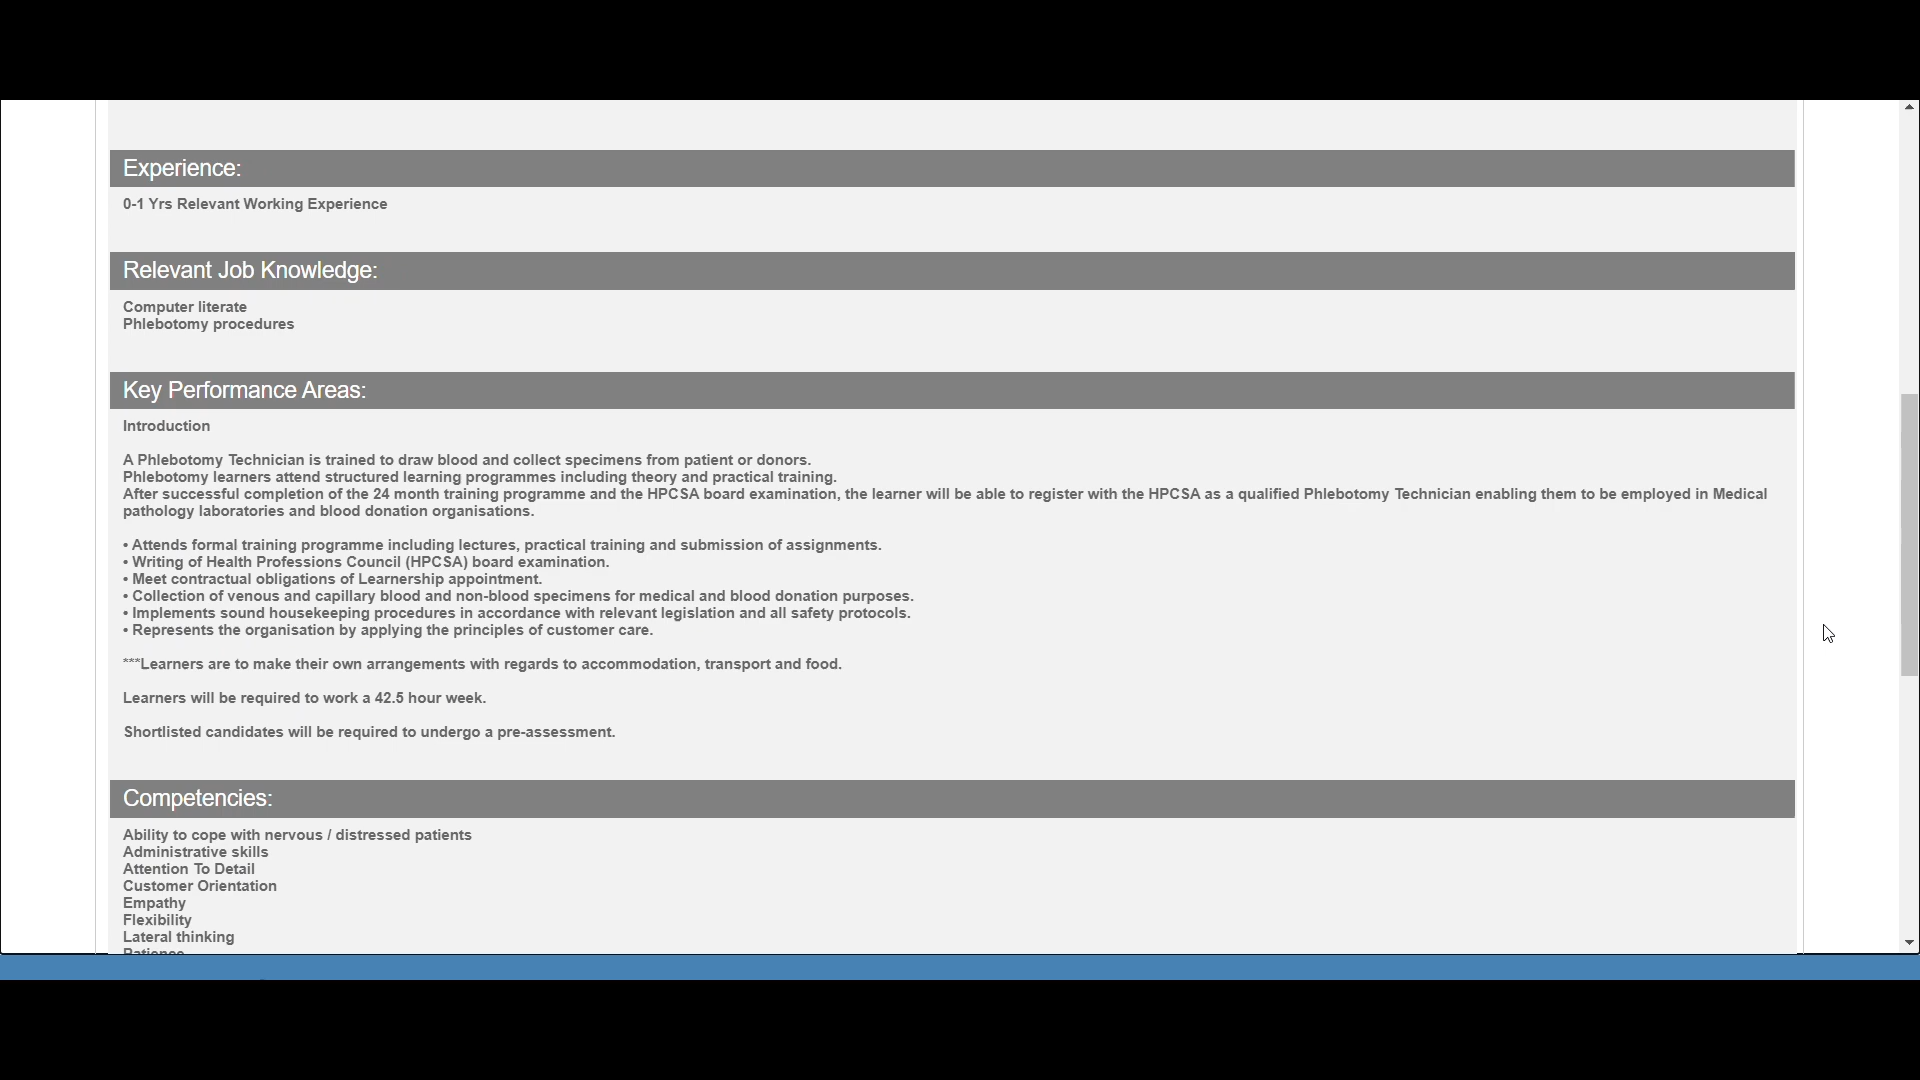 Experience:
0-1 Yrs Relevant Working Experience
Relevant Job Knowledge:
Computer literate
Phlebotomy procedures
Key Performance Areas:
Introduction
A Phlebotomy Technician is trained to draw blood and collect specimens from patient or donors.
Phlebotomy learners attend structured learning programmes including theory and practical training.
After successful completion of the 24 month training programme and the HPCSA board examination, the learner will be able to register with the HPCSA as a qualified Phlebotomy Technician enabling them to be employed in Medical
pathology laboratories and blood donation organisations.
• Attends formal training programme including lectures, practical training and submission of assignments.
• Writing of Health Professions Council (HPCSA) board examination.
• Meet contractual obligations of Learnership appointment.
• Collection of venous and capillary blood and non-blood specimens for medical and blood donation purposes.
• Implements sound housekeeping procedures in accordance with relevant legislation and all safety protocols.
• Represents the organisation by applying the principles of customer care.
***Learners are to make their own arrangements with regards to accommodation, transport and food.
Learners will be required to work a 42.5 hour week.
Shortlisted candidates will be required to undergo a pre-assessment.
Competencies:
Ability to cope with nervous / distressed patients
Administrative skills
Attention To Detail
Customer Orientation
Empathy
Flexibility
Lateral thinking
Patience